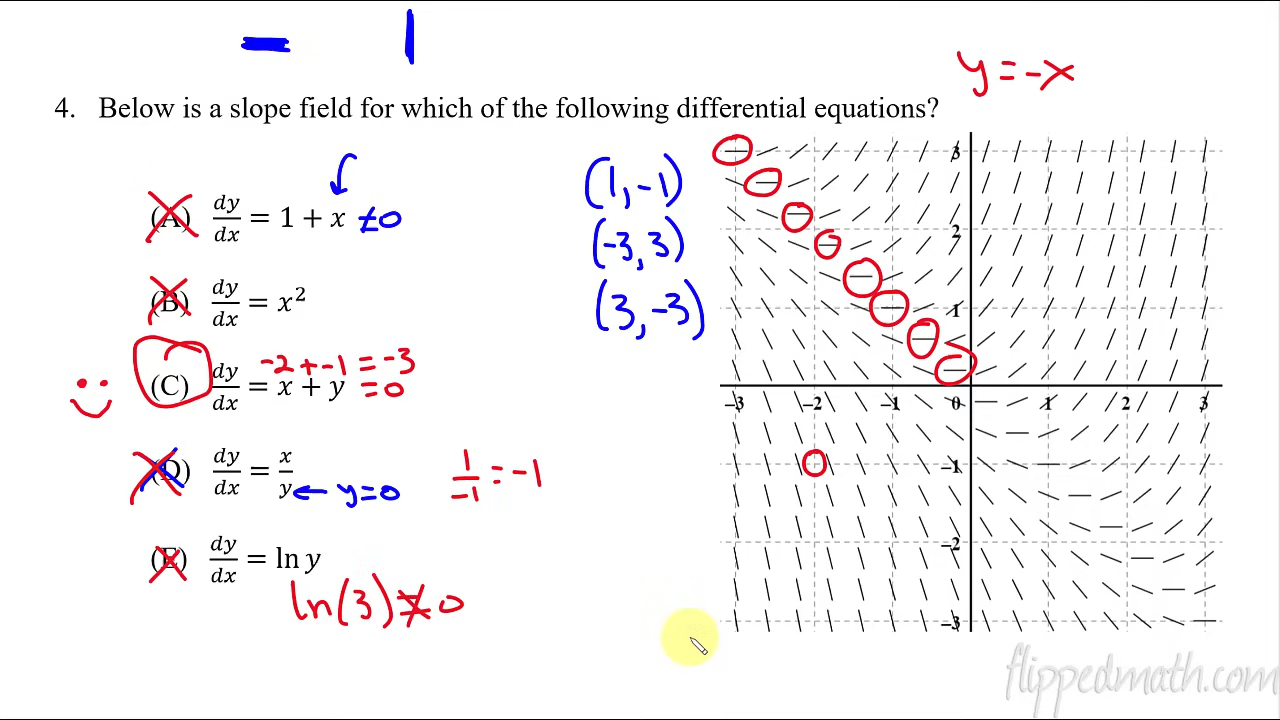 – |
y = -x
4. Below is a slope field for which of the following differential equations?
(A) dy/dx = 1 + x ≠0
(B) dy/dx = x²
(C) dy/dx = x + y = 0
-2 + -1 = -3
(D) dy/dx = x/y ← y=0
1/-1 = -1
(E) dy/dx = ln y
ln(3) ≠ 0
(1, -1)
(-3, 3)
(3, -3)
3
2
1
–3 –2 –1 0 1 2 3
–1
–2
–3
flippedmath.com